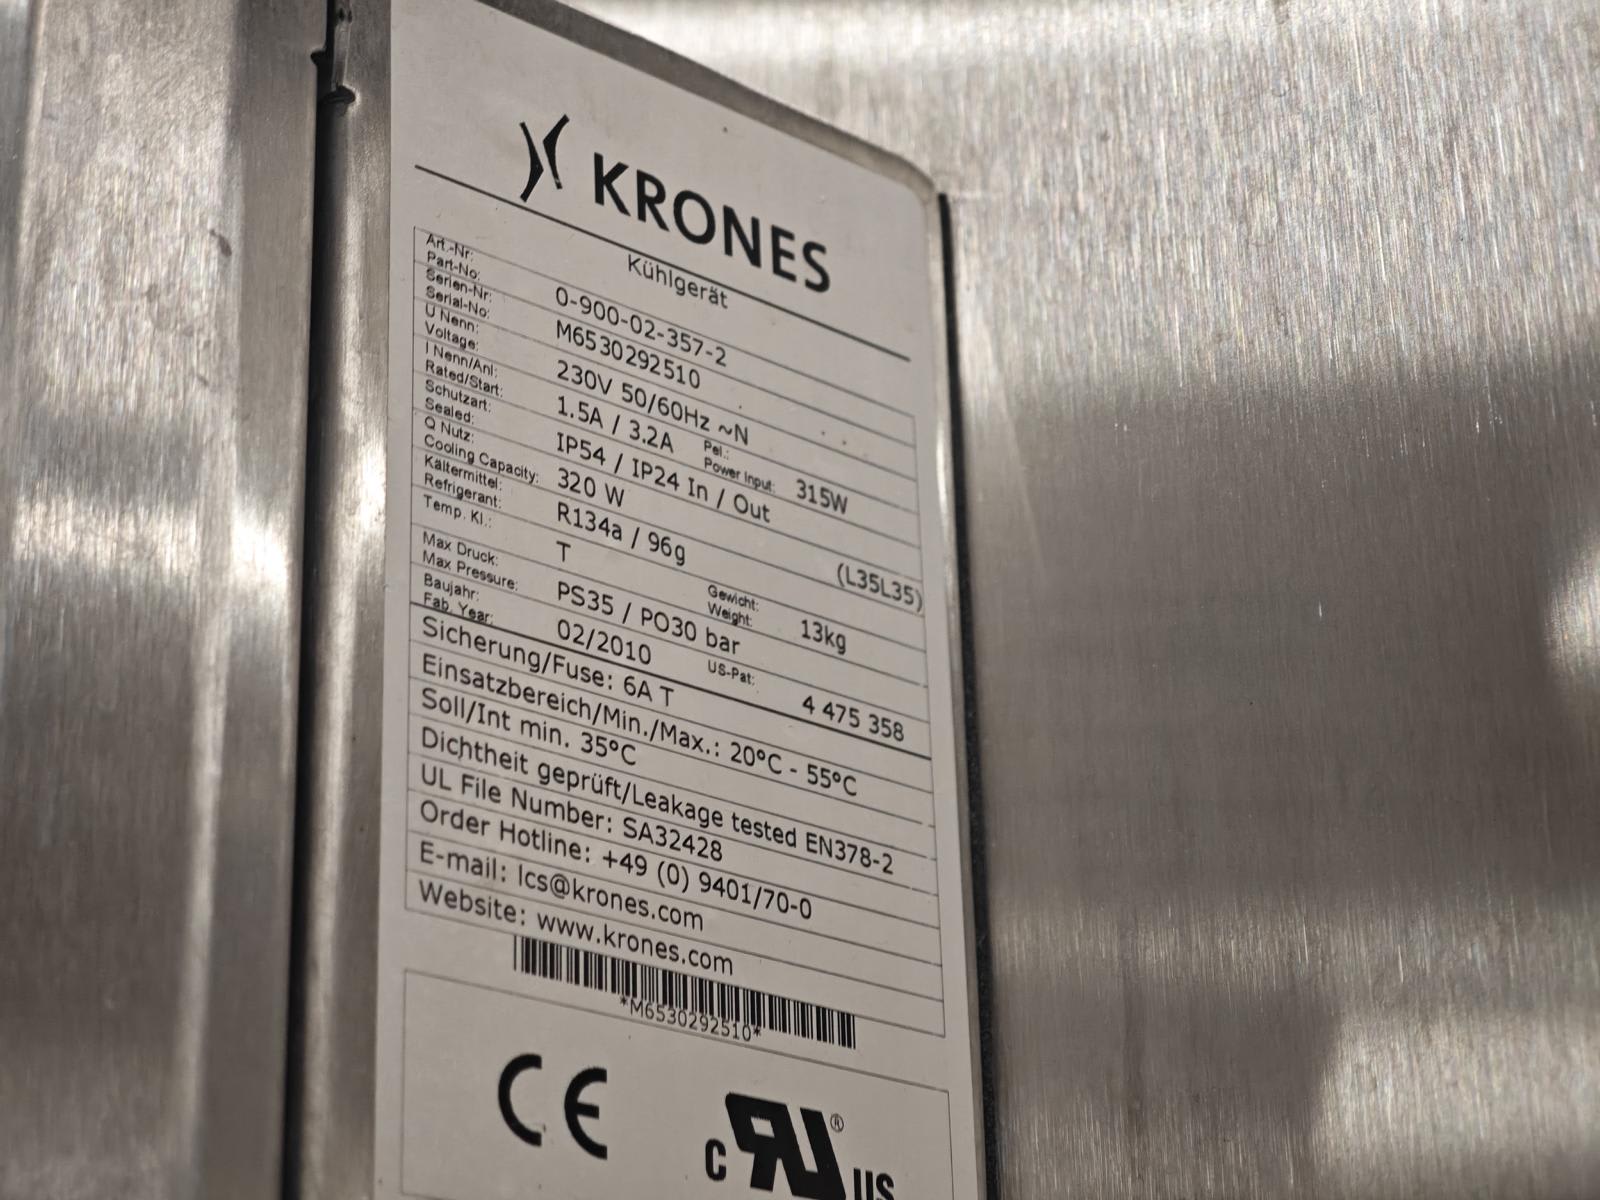 KRONES
Kühlgerät
Art.-Nr:
Part-No: 0-900-02-357-2
Serien-Nr:
Serial-No: M6530292510
U Nenn:
Voltage: 230V 50/60Hz ~N
I Nenn/Anl:
Rated/Start: 1.5A / 3.2A Pel.:
Power Input: 315W
Schutzart:
Sealed: IP54 / IP24 In / Out
Q Nutz:
Cooling Capacity: 320 W (L35L35)
Kältermittel:
Refrigerant: R134a / 96g
Temp. Kl.: T Gewicht:
Weight: 13kg
Max Druck:
Max Pressure: PS35 / PO30 bar
Baujahr:
Fab. Year: 02/2010 US-Pat: 4 475 358
Sicherung/Fuse: 6A T
Einsatzbereich/Min./Max.: 20°C - 55°C
Soll/Int min. 35°C
Dichtheit geprüft/Leakage tested EN378-2
UL File Number: SA32428
Order Hotline: +49 (0) 9401/70-0
E-mail: lcs@krones.com
Website: www.krones.com
*M6530292510*
CE
c RU ® US